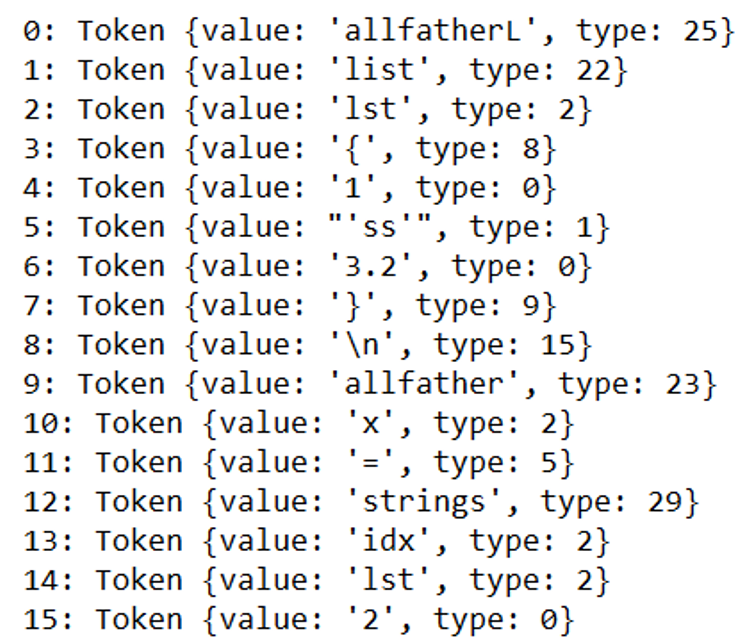 0: Token {value: 'allfatherL', type: 25}
1: Token {value: 'list', type: 22}
2: Token {value: 'lst', type: 2}
3: Token {value: '{', type: 8}
4: Token {value: '1', type: 0}
5: Token {value: "'ss'", type: 1}
6: Token {value: '3.2', type: 0}
7: Token {value: '}', type: 9}
8: Token {value: '\n', type: 15}
9: Token {value: 'allfather', type: 23}
10: Token {value: 'x', type: 2}
11: Token {value: '=', type: 5}
12: Token {value: 'strings', type: 29}
13: Token {value: 'idx', type: 2}
14: Token {value: 'lst', type: 2}
15: Token {value: '2', type: 0}